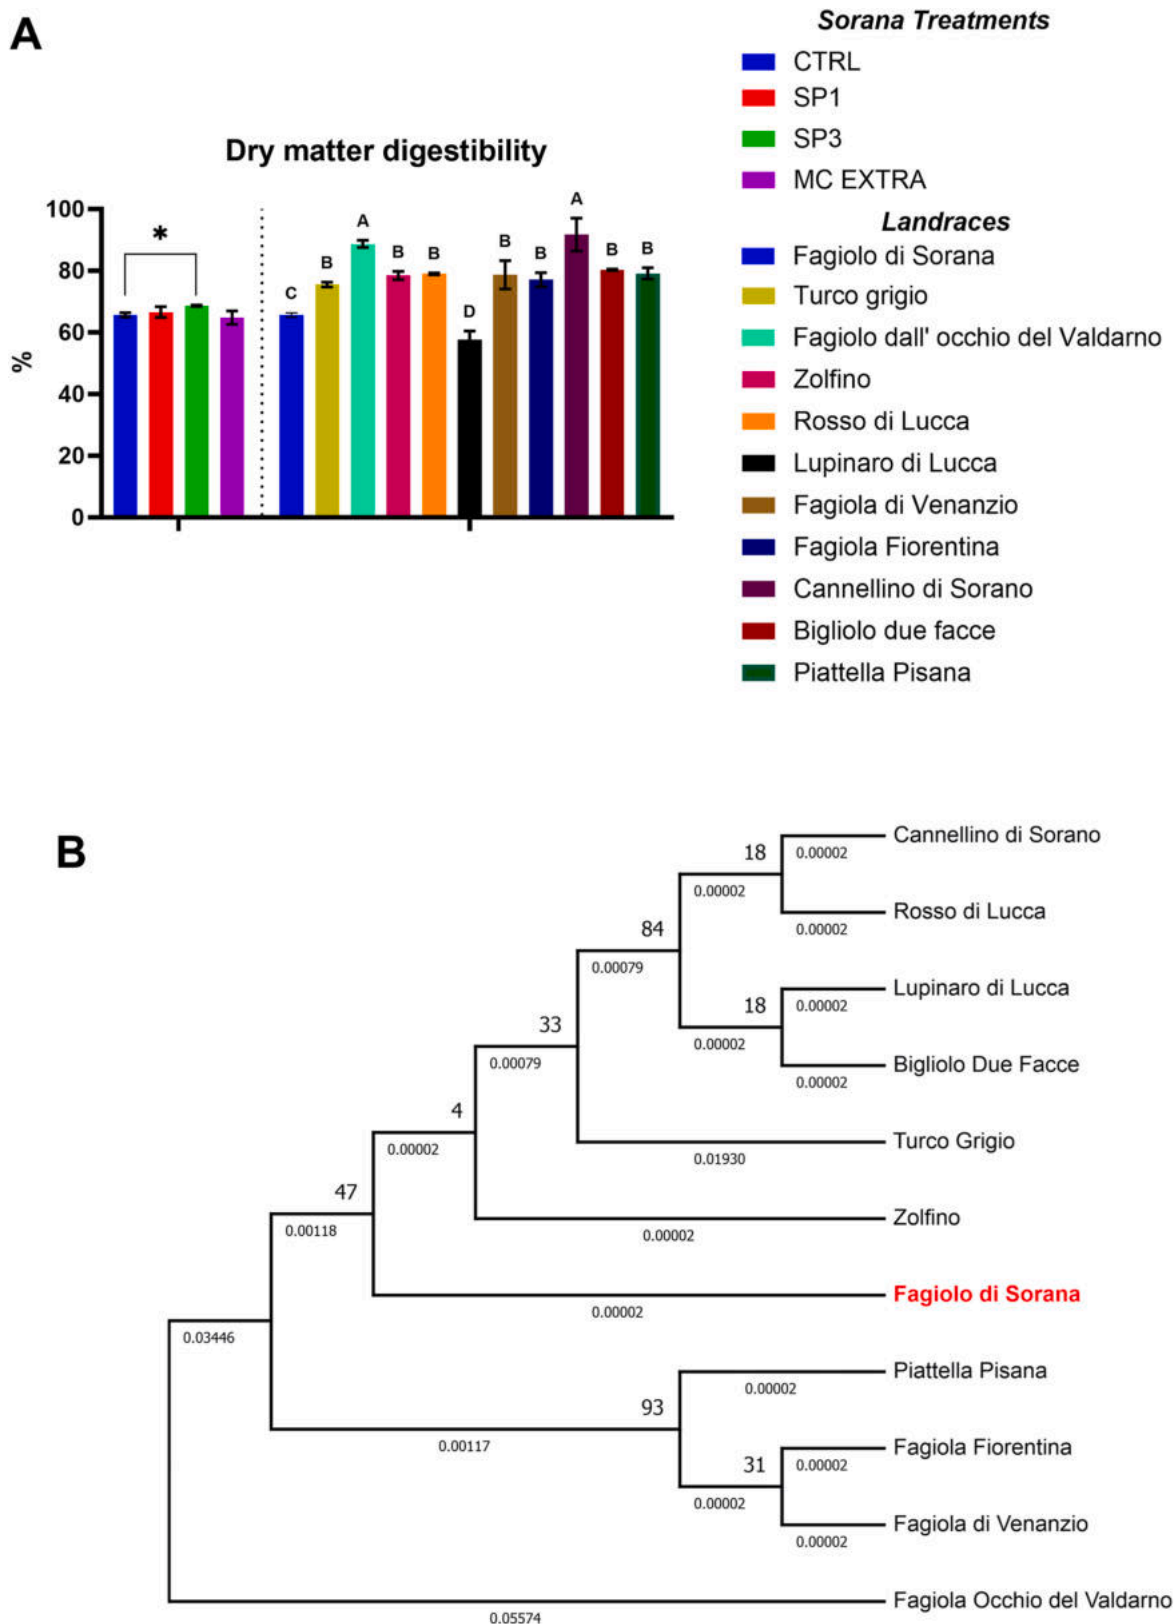 A
Sorana Treatments
CTRL
SP1
SP3
MC EXTRA
Landraces
Fagiolo di Sorana
Turco grigio
Fagiolo dall' occhio del Valdarno
Zolfino
Rosso di Lucca
Lupinaro di Lucca
Fagiola di Venanzio
Fagiola Fiorentina
Cannellino di Sorano
Bigliolo due facce
Piattella Pisana
Dry matter digestibility
%
100
80
60
40
20
0
*
C
B
A
B
B
D
B
B
A
B
B
B
Cannellino di Sorano
18
0.00002
0.00002
Rosso di Lucca
84
0.00002
0.00079
Lupinaro di Lucca
18
0.00002
33
0.00002
0.00079
Bigliolo Due Facce
0.00002
4
Turco Grigio
0.00002
0.01930
47
Zolfino
0.00118
0.00002
Fagiolo di Sorana
0.00002
0.03446
Piattella Pisana
0.00002
93
0.00117
Fagiola Fiorentina
31
0.00002
0.00002
Fagiola di Venanzio
0.00002
Fagiola Occhio del Valdarno
0.05574